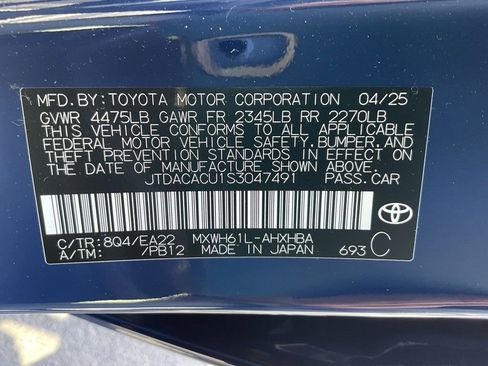 MFD. BY: TOYOTA MOTOR CORPORATION 04/25
GVWR 4475LB GAWR FR 2345LB RR 2270LB
THIS VEHICLE CONFORMS TO ALL APPLICABLE
FEDERAL MOTOR VEHICLE SAFETY, BUMPER, AND
THEFT PREVENTION STANDARDS IN EFFECT ON
THE DATE OF MANUFACTURE SHOWN ABOVE.
JTDACACU1S3047491 PASS. CAR
TOYOTA
C/TR: 8Q4/EA22 MXWH61L-AHXHBA
A/TM: /PB12 MADE IN JAPAN 693 C